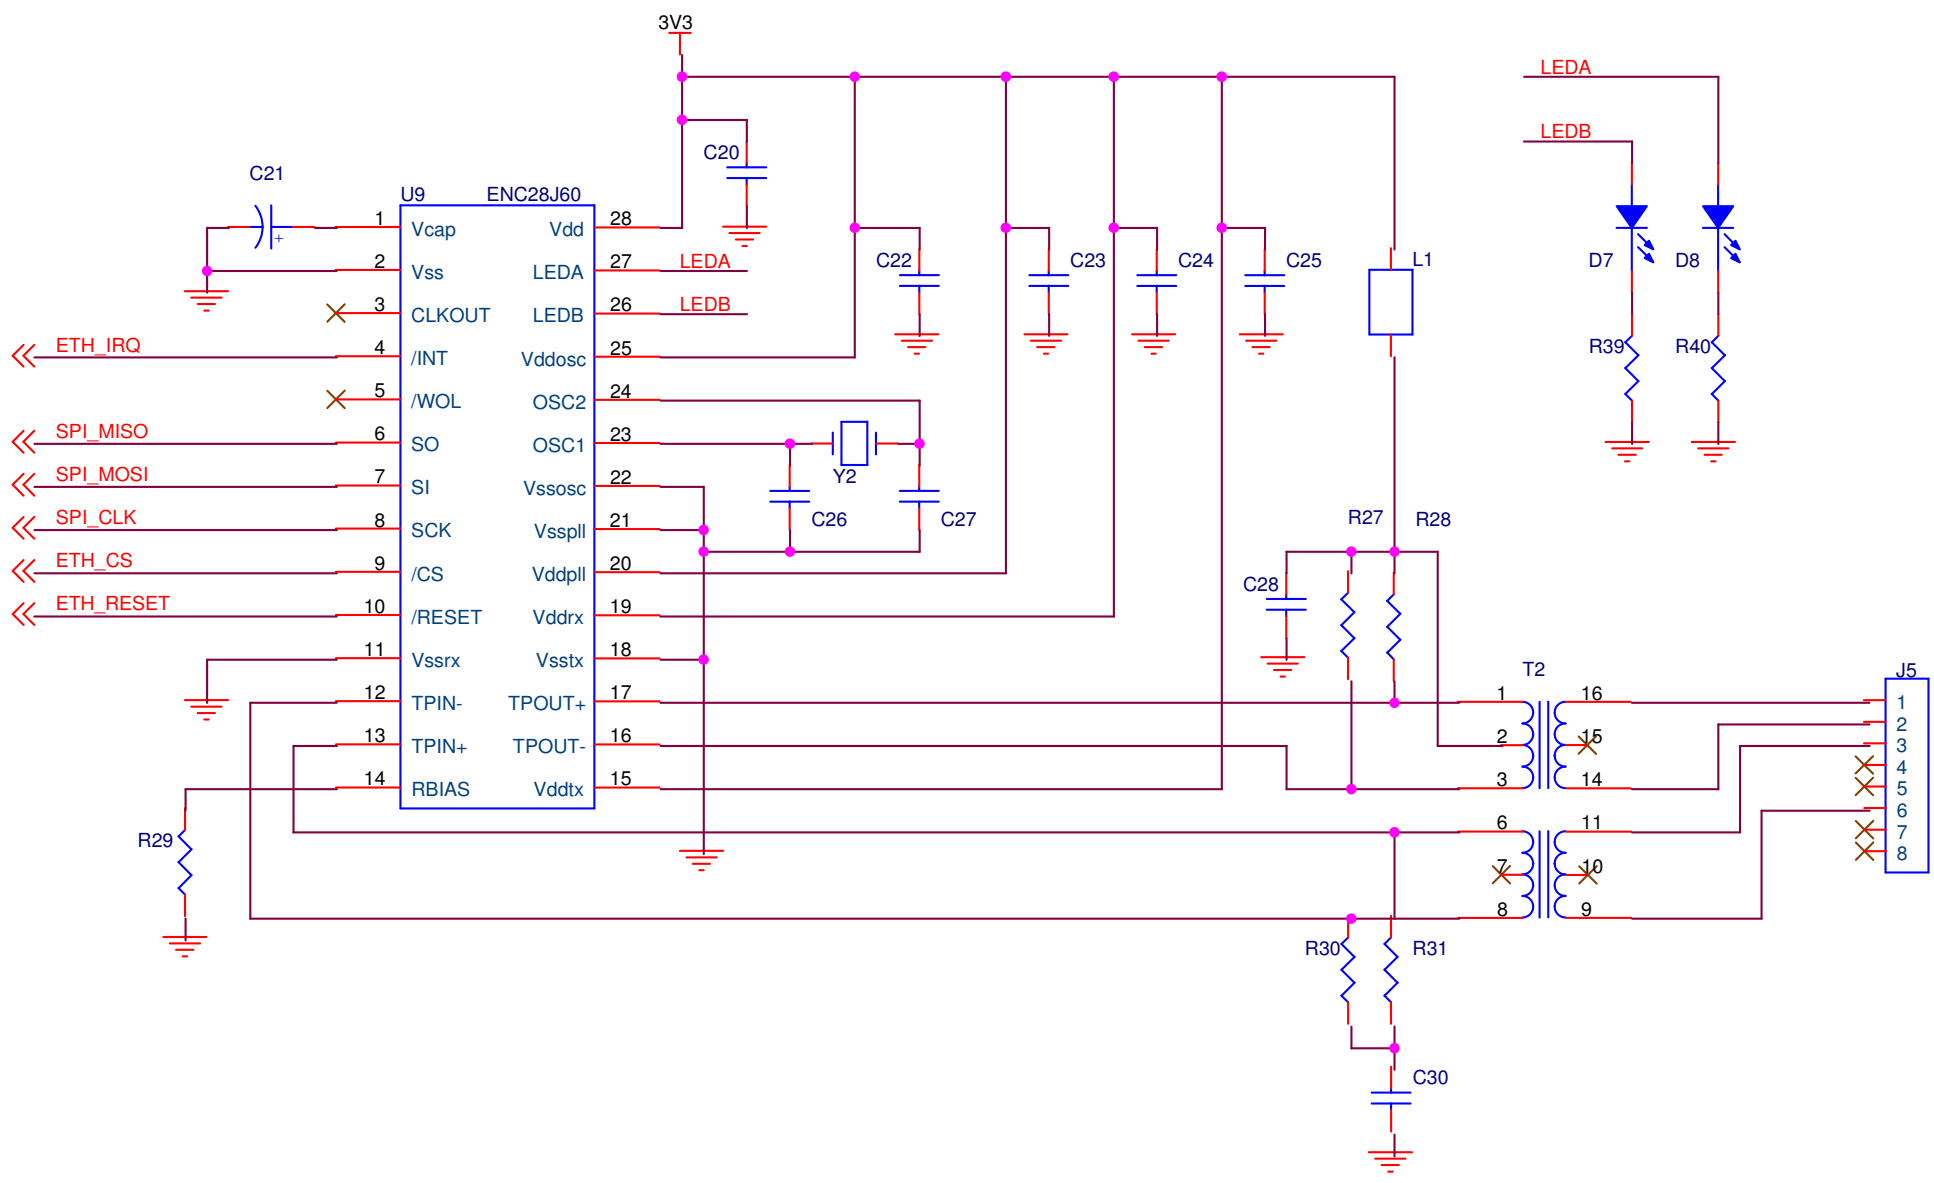 3V3
LEDA
LEDB
C20
C21
U9 ENC28J60
1 Vcap Vdd 28
2 Vss LEDA 27 LEDA
3 CLKOUT LEDB 26 LEDB
ETH_IRQ 4 /INT Vddosc 25
5 /WOL OSC2 24
SPI_MISO 6 SO OSC1 23
SPI_MOSI 7 SI Vssosc 22
SPI_CLK 8 SCK Vsspll 21
ETH_CS 9 /CS Vddpll 20
ETH_RESET 10 /RESET Vddrx 19
11 Vssrx Vsstx 18
12 TPIN- TPOUT+ 17
13 TPIN+ TPOUT- 16
14 RBIAS Vddtx 15
C22 C23 C24 C25 L1 D7 D8
R39 R40
Y2
C26 C27
R27 R28
C28
T2
J5
1 16
2 15
3 14
6 11
7 10
8 9
1
2
3
4
5
6
7
8
R29
R30 R31
C30
+